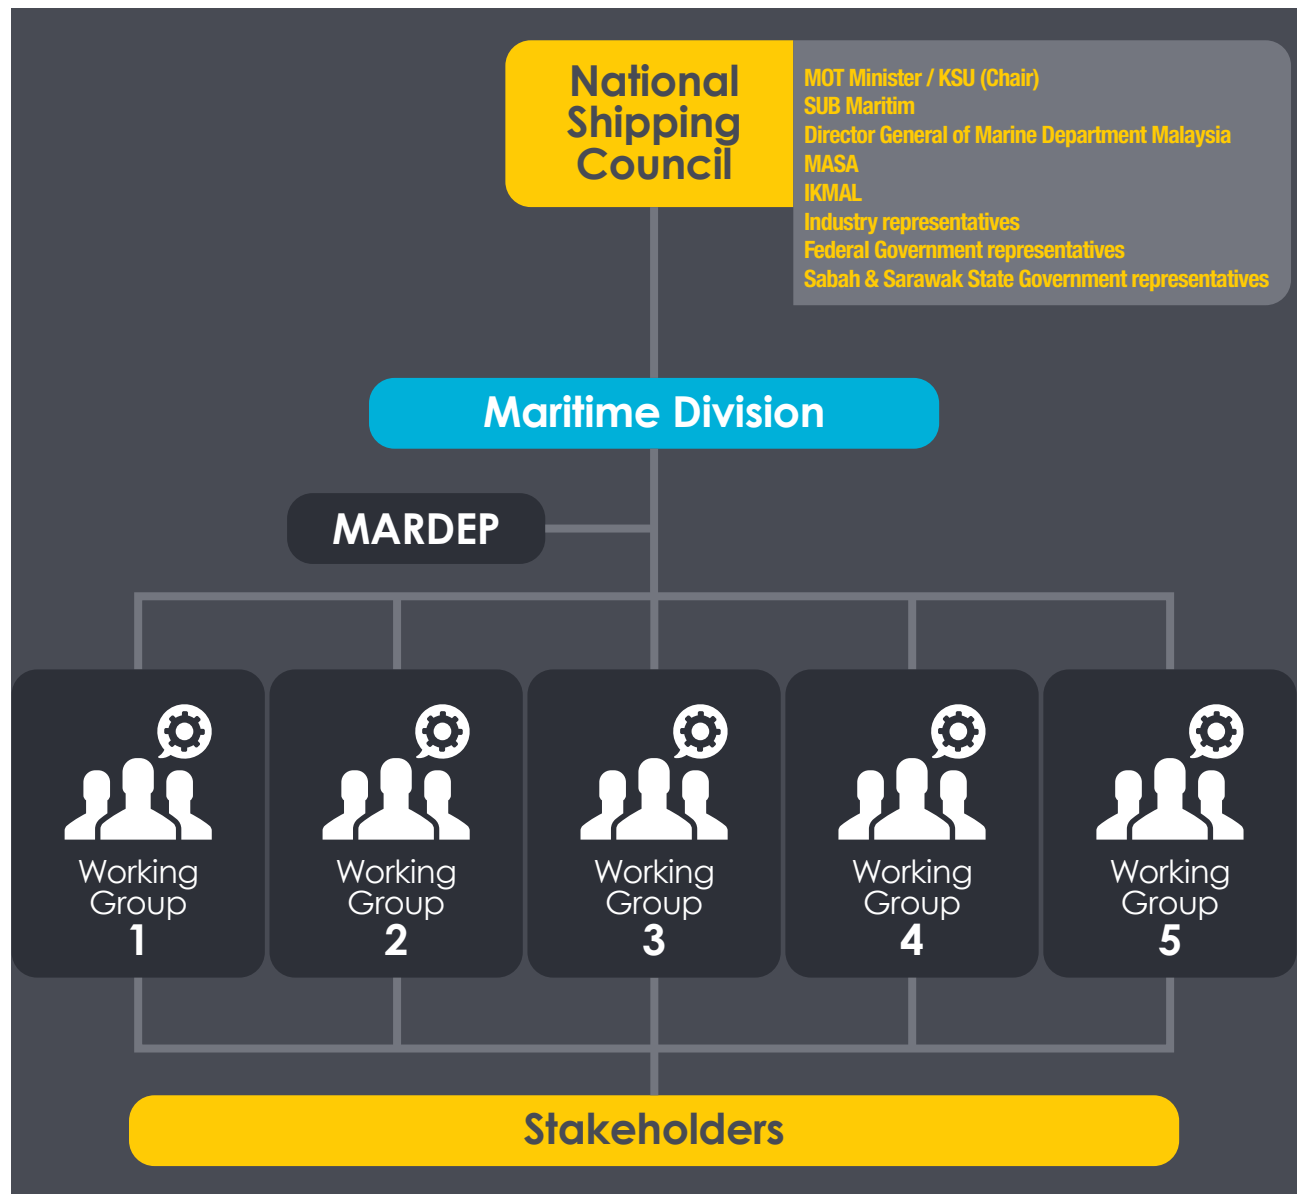 National
Shipping
Council
MOT Minister / KSU (Chair)
SUB Maritim
Director General of Marine Department Malaysia
MASA
IKMAL
Industry representatives
Federal Government representatives
Sabah & Sarawak State Government representatives
Maritime Division
MARDEP
Working
Group
1
Working
Group
2
Working
Group
3
Working
Group
4
Working
Group
5
Stakeholders